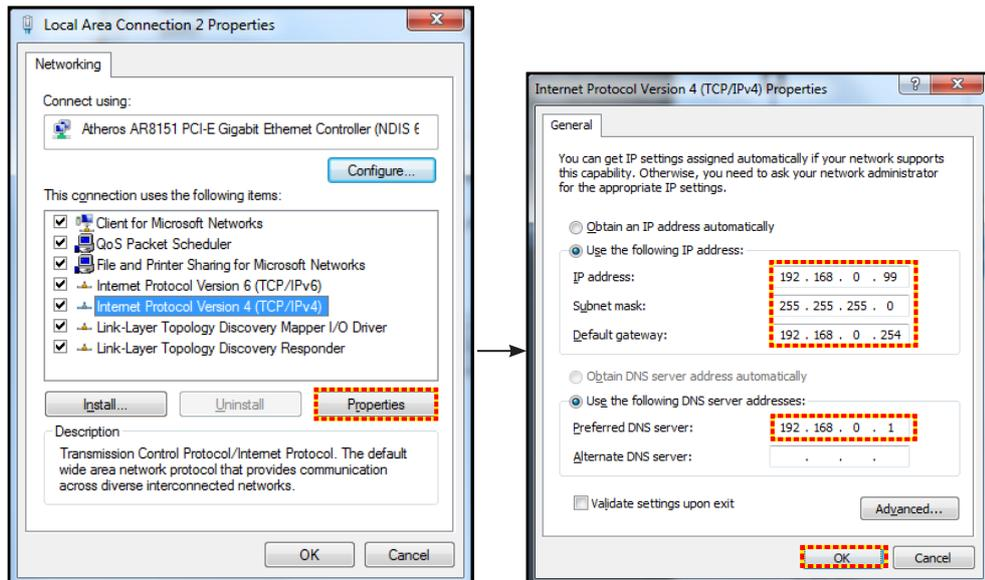 Local Area Connection 2 Properties
Networking
Connect using:
Atheros AR8151 PCI-E Gigabit Ethernet Controller (NDIS 6
Configure...
This connection uses the following items:
Client for Microsoft Networks
QoS Packet Scheduler
File and Printer Sharing for Microsoft Networks
Internet Protocol Version 6 (TCP/IPv6)
Internet Protocol Version 4 (TCP/IPv4)
Link-Layer Topology Discovery Mapper I/O Driver
Link-Layer Topology Discovery Responder
Install...
Uninstall
Properties
Description
Transmission Control Protocol/Internet Protocol. The default
wide area network protocol that provides communication
across diverse interconnected networks.
OK
Cancel
Internet Protocol Version 4 (TCP/IPv4) Properties
General
You can get IP settings assigned automatically if your network supports
this capability. Otherwise, you need to ask your network administrator
for the appropriate IP settings.
Obtain an IP address automatically
Use the following IP address:
IP address:
192 . 168 . 0 . 99
Subnet mask:
255 . 255 . 255 . 0
Default gateway:
192 . 168 . 0 . 254
Obtain DNS server address automatically
Use the following DNS server addresses:
Preferred DNS server:
192 . 168 . 0 . 1
Alternate DNS server:
. . .
Validate settings upon exit
Advanced...
OK
Cancel